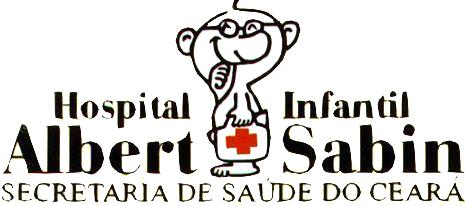 Hospital Infantil
Albert Sabin
SECRETARIA DE SAÚDE DO CEARÁ